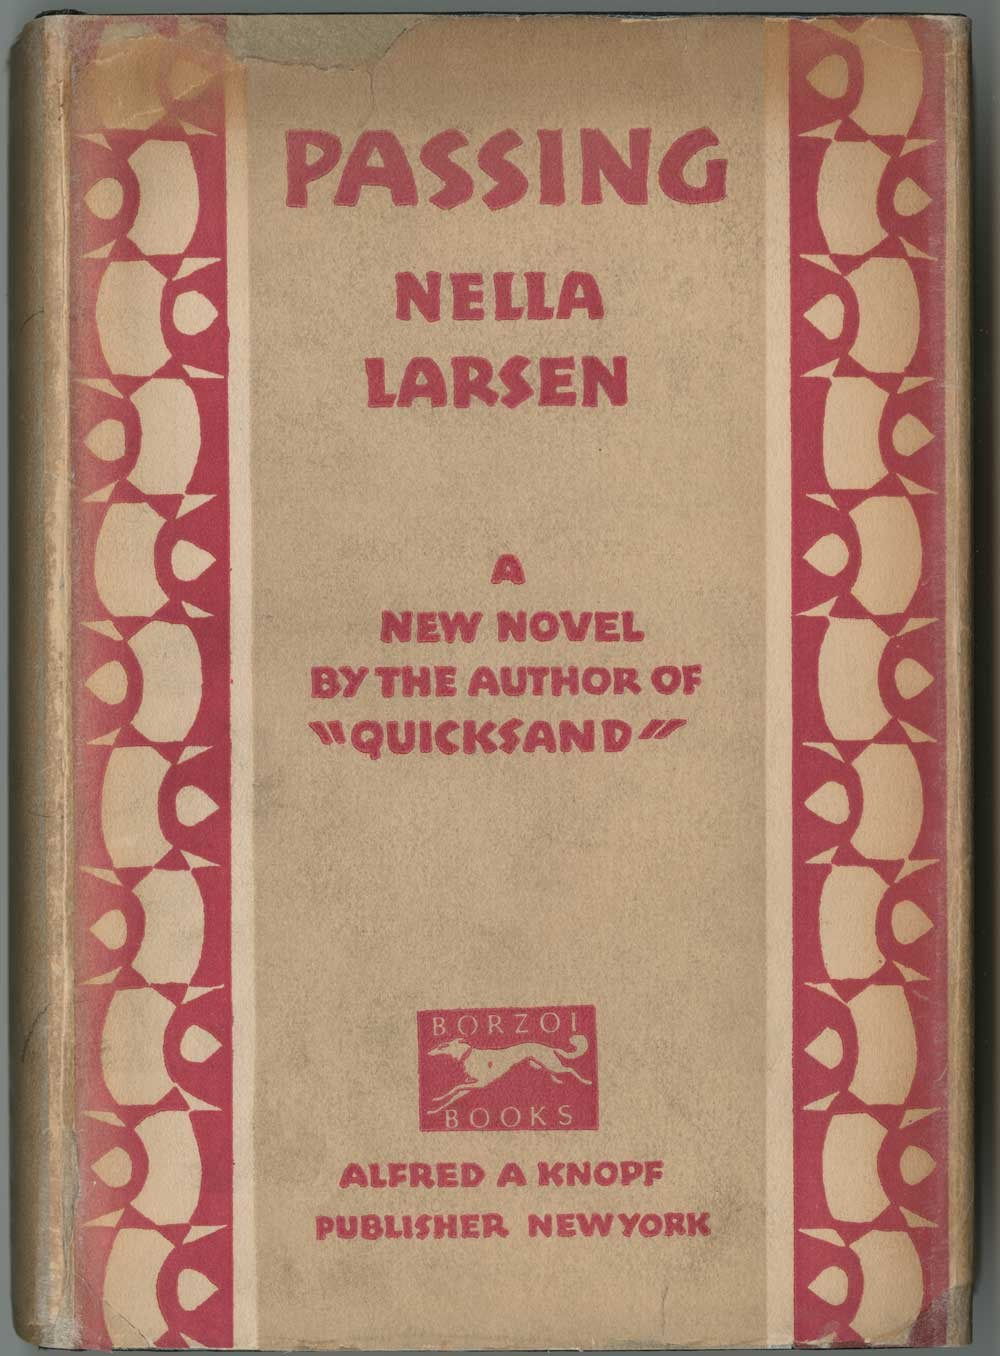 PASSING
NELLA
LARSEN
A
NEW NOVEL
BY THE AUTHOR OF
"QUICKSAND"
BORZOI
BOOKS
ALFRED A KNOPF
PUBLISHER NEW YORK